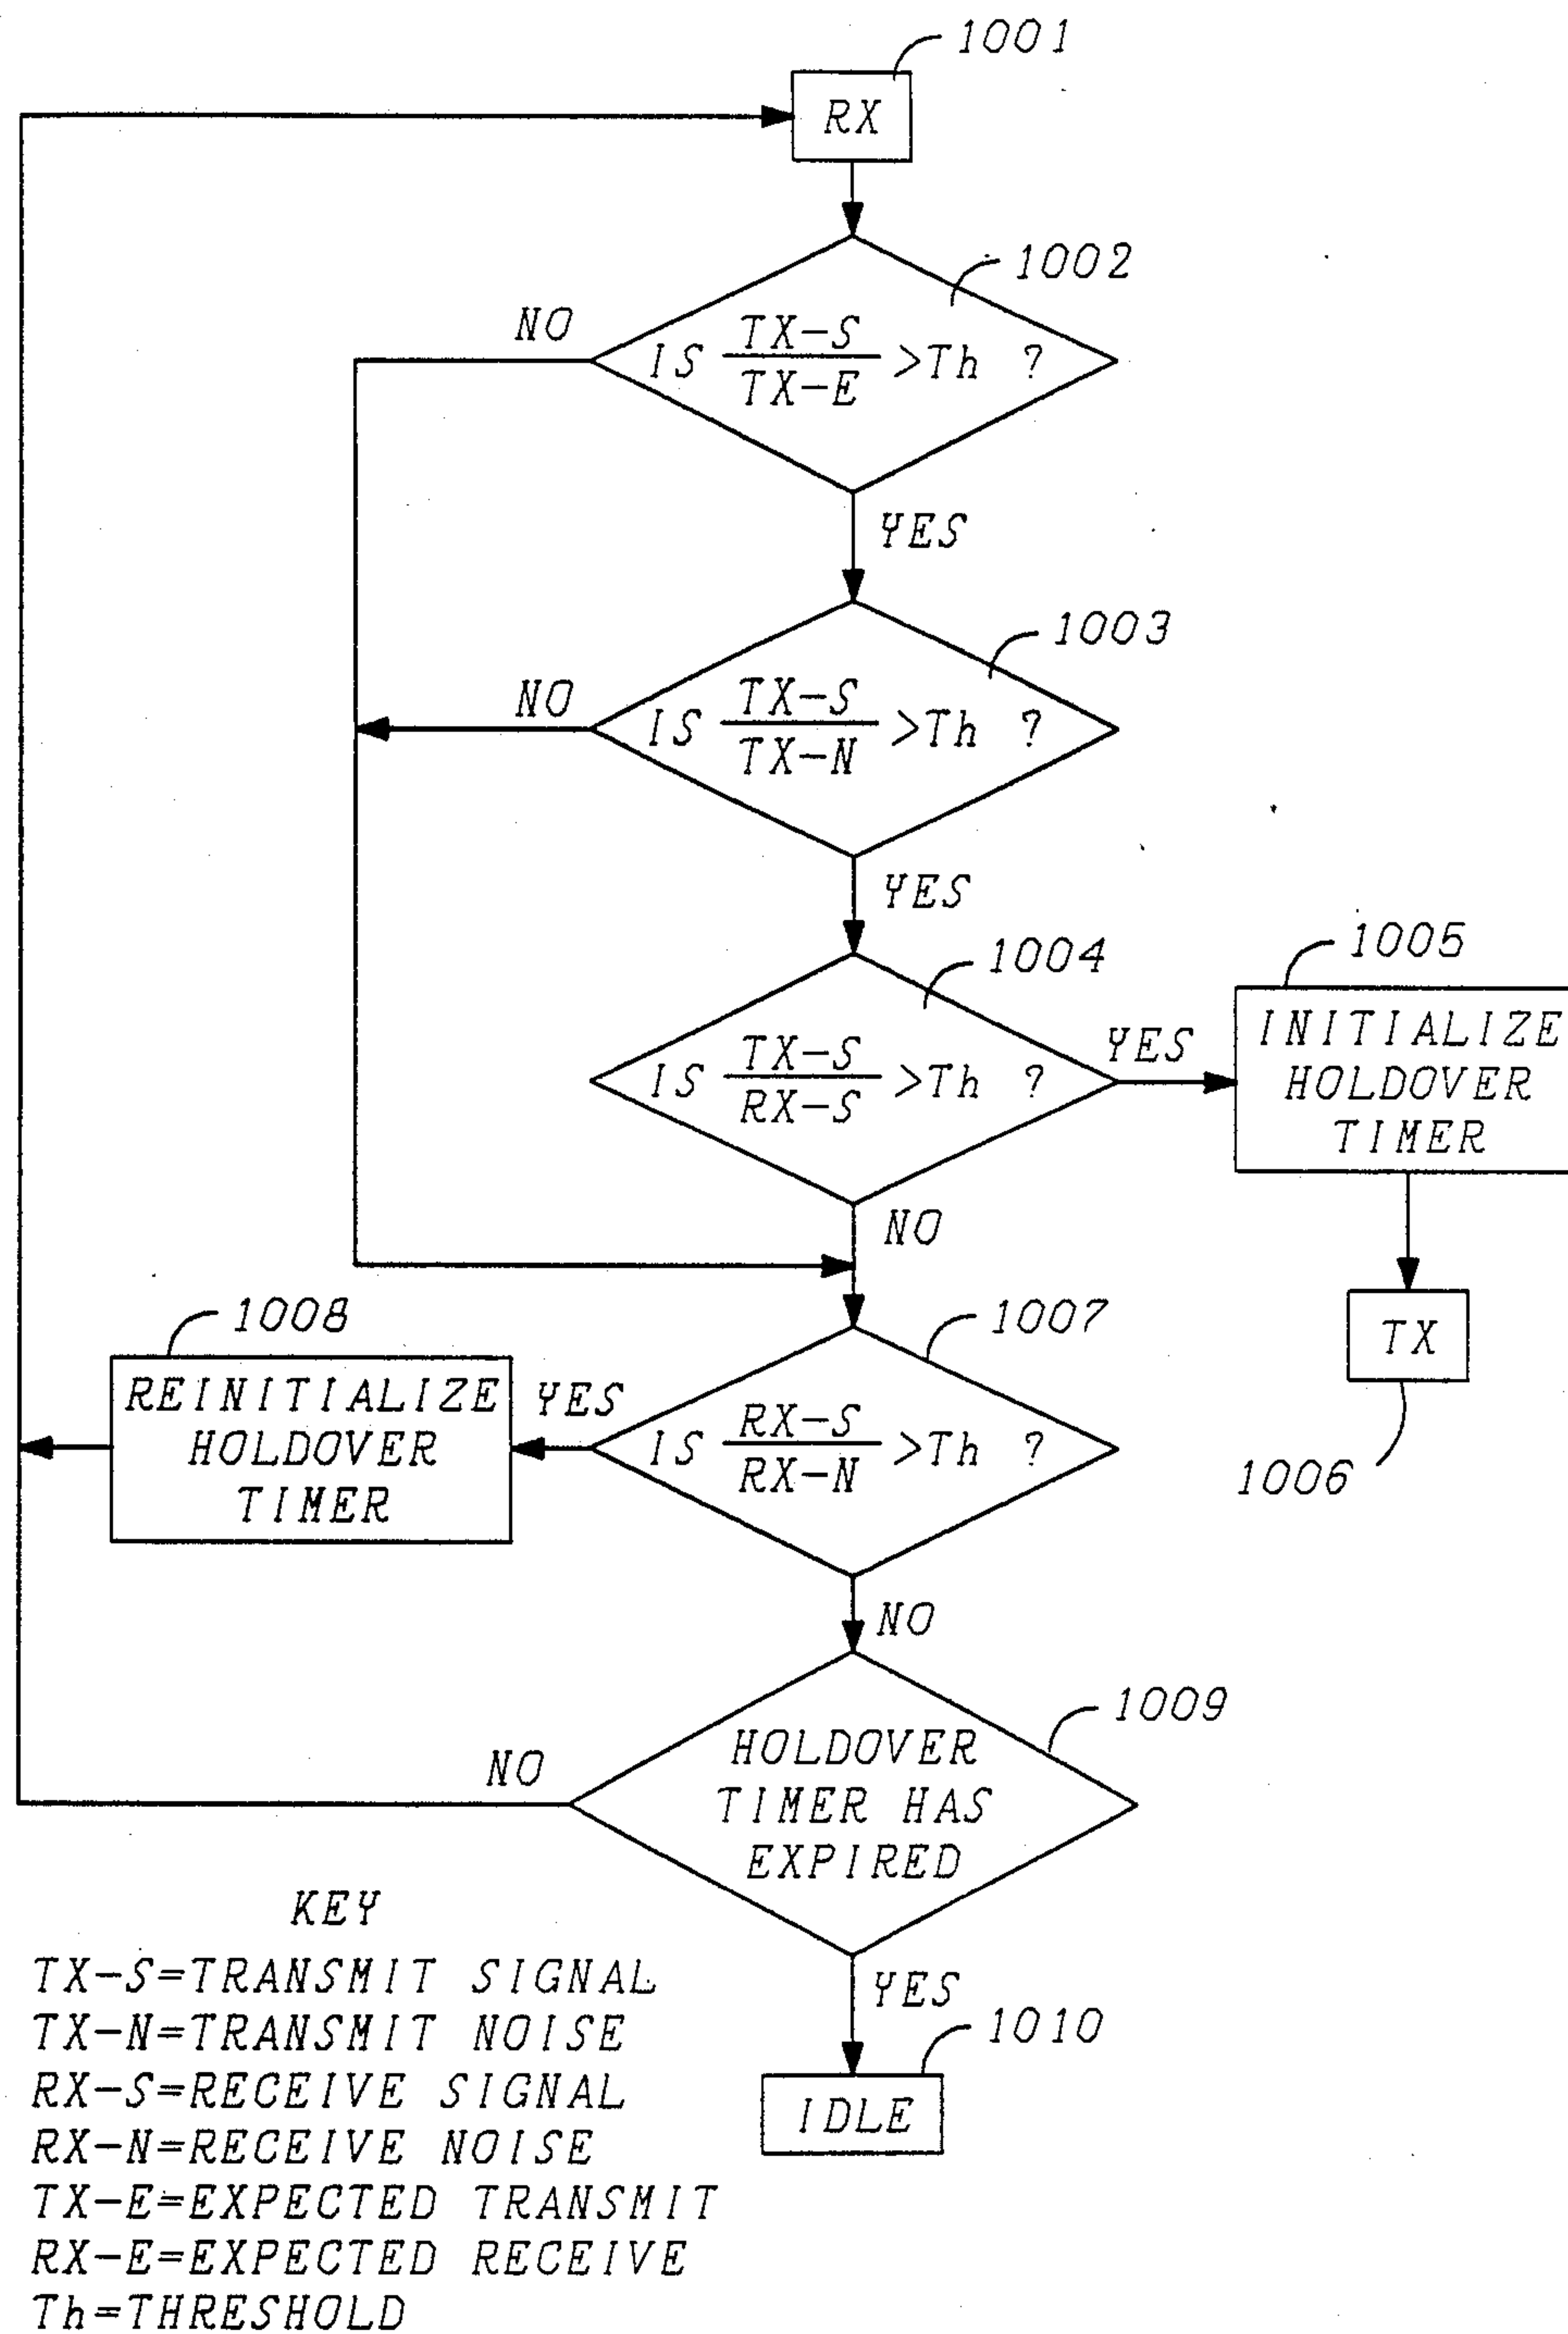 1001
RX
1002
NO
IS TX-S/TX-E >Th ?
YES
1003
NO
IS TX-S/TX-N >Th ?
YES
1004
1005
IS TX-S/RX-S >Th ?
YES
INITIALIZE
HOLDOVER
TIMER
NO
1008
1007
TX
REINITIALIZE
HOLDOVER
TIMER
YES
IS RX-S/RX-N >Th ?
1006
NO
1009
NO
HOLDOVER
TIMER HAS
EXPIRED
YES
1010
IDLE
KEY
TX-S=TRANSMIT SIGNAL
TX-N=TRANSMIT NOISE
RX-S=RECEIVE SIGNAL
RX-N=RECEIVE NOISE
TX-E=EXPECTED TRANSMIT
RX-E=EXPECTED RECEIVE
Th=THRESHOLD